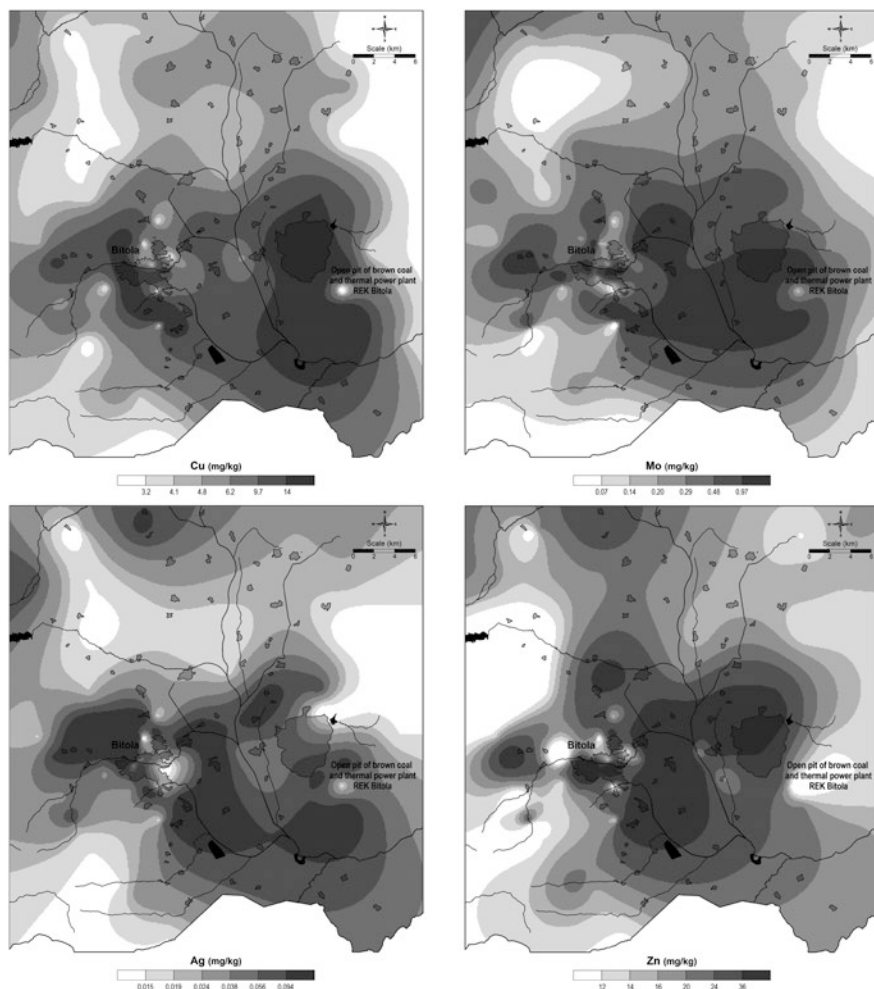 Scale (km)
0 2 4 6
Bitola
Open pit of brown coal
and thermal power plant
REK Bitola
Cu (mg/kg)
3.2 4.1 4.8 6.2 9.7 14
Scale (km)
0 2 4 6
Bitola
Open pit of brown coal
and thermal power plant
REK Bitola
Mo (mg/kg)
0.07 0.14 0.20 0.29 0.48 0.97
Scale (km)
0 2 4 6
Bitola
Open pit of brown coal
and thermal power plant
REK Bitola
Ag (mg/kg)
0.015 0.019 0.024 0.038 0.056 0.094
Scale (km)
0 2 4 6
Bitola
Open pit of brown coal
and thermal power plant
REK Bitola
Zn (mg/kg)
12 14 16 20 24 36